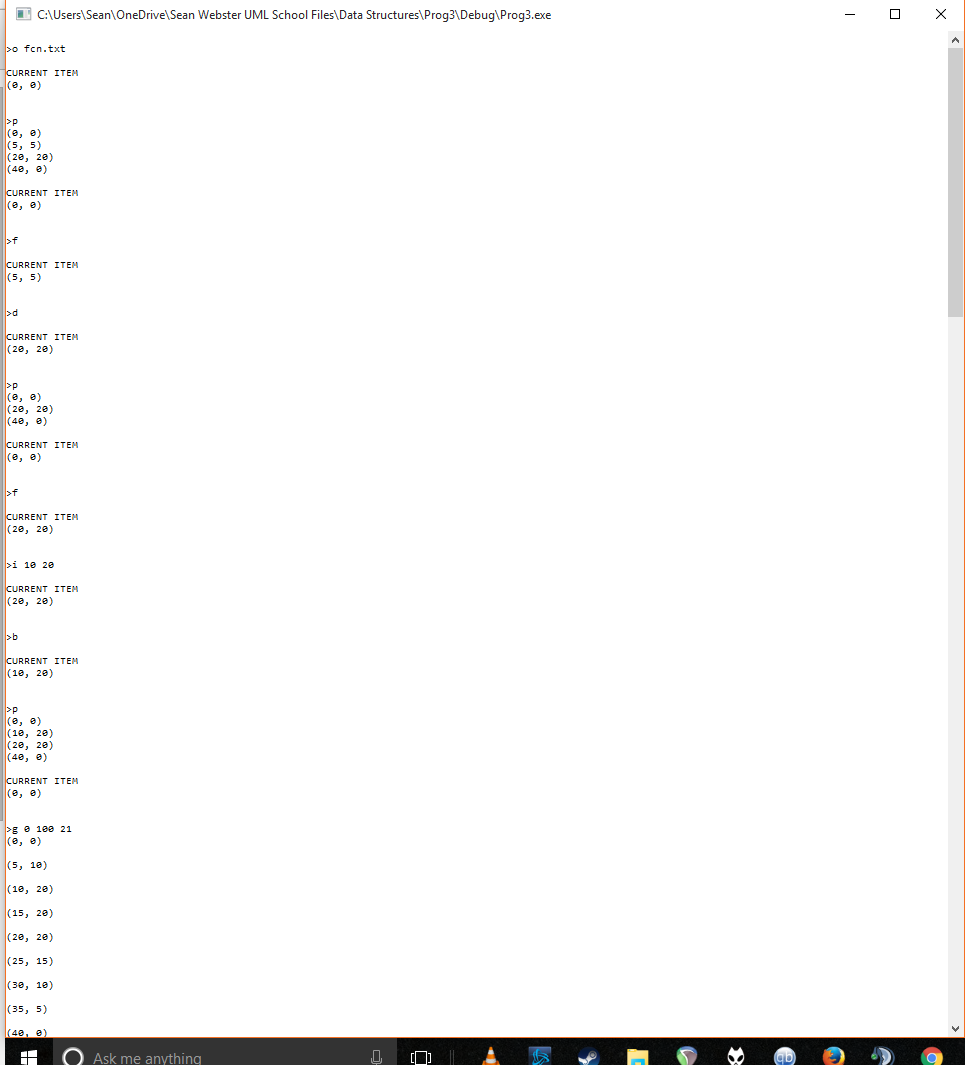 C:\Users\Sean\OneDrive\Sean Webster UML School Files\Data Structures\Prog3\Debug\Prog3.exe
>o fcn.txt
CURRENT ITEM
(0, 0)
>p
(0, 0)
(5, 5)
(20, 20)
(40, 0)
CURRENT ITEM
(0, 0)
>f
CURRENT ITEM
(5, 5)
>d
CURRENT ITEM
(20, 20)
>p
(0, 0)
(20, 20)
(40, 0)
CURRENT ITEM
(0, 0)
>f
CURRENT ITEM
(20, 20)
>i 10 20
CURRENT ITEM
(20, 20)
>b
CURRENT ITEM
(10, 20)
>p
(0, 0)
(10, 20)
(20, 20)
(40, 0)
CURRENT ITEM
(0, 0)
>g 0 100 21
(0, 0)
(5, 10)
(10, 20)
(15, 20)
(20, 20)
(25, 15)
(30, 10)
(35, 5)
(40, 0)
Ask me anything
qb